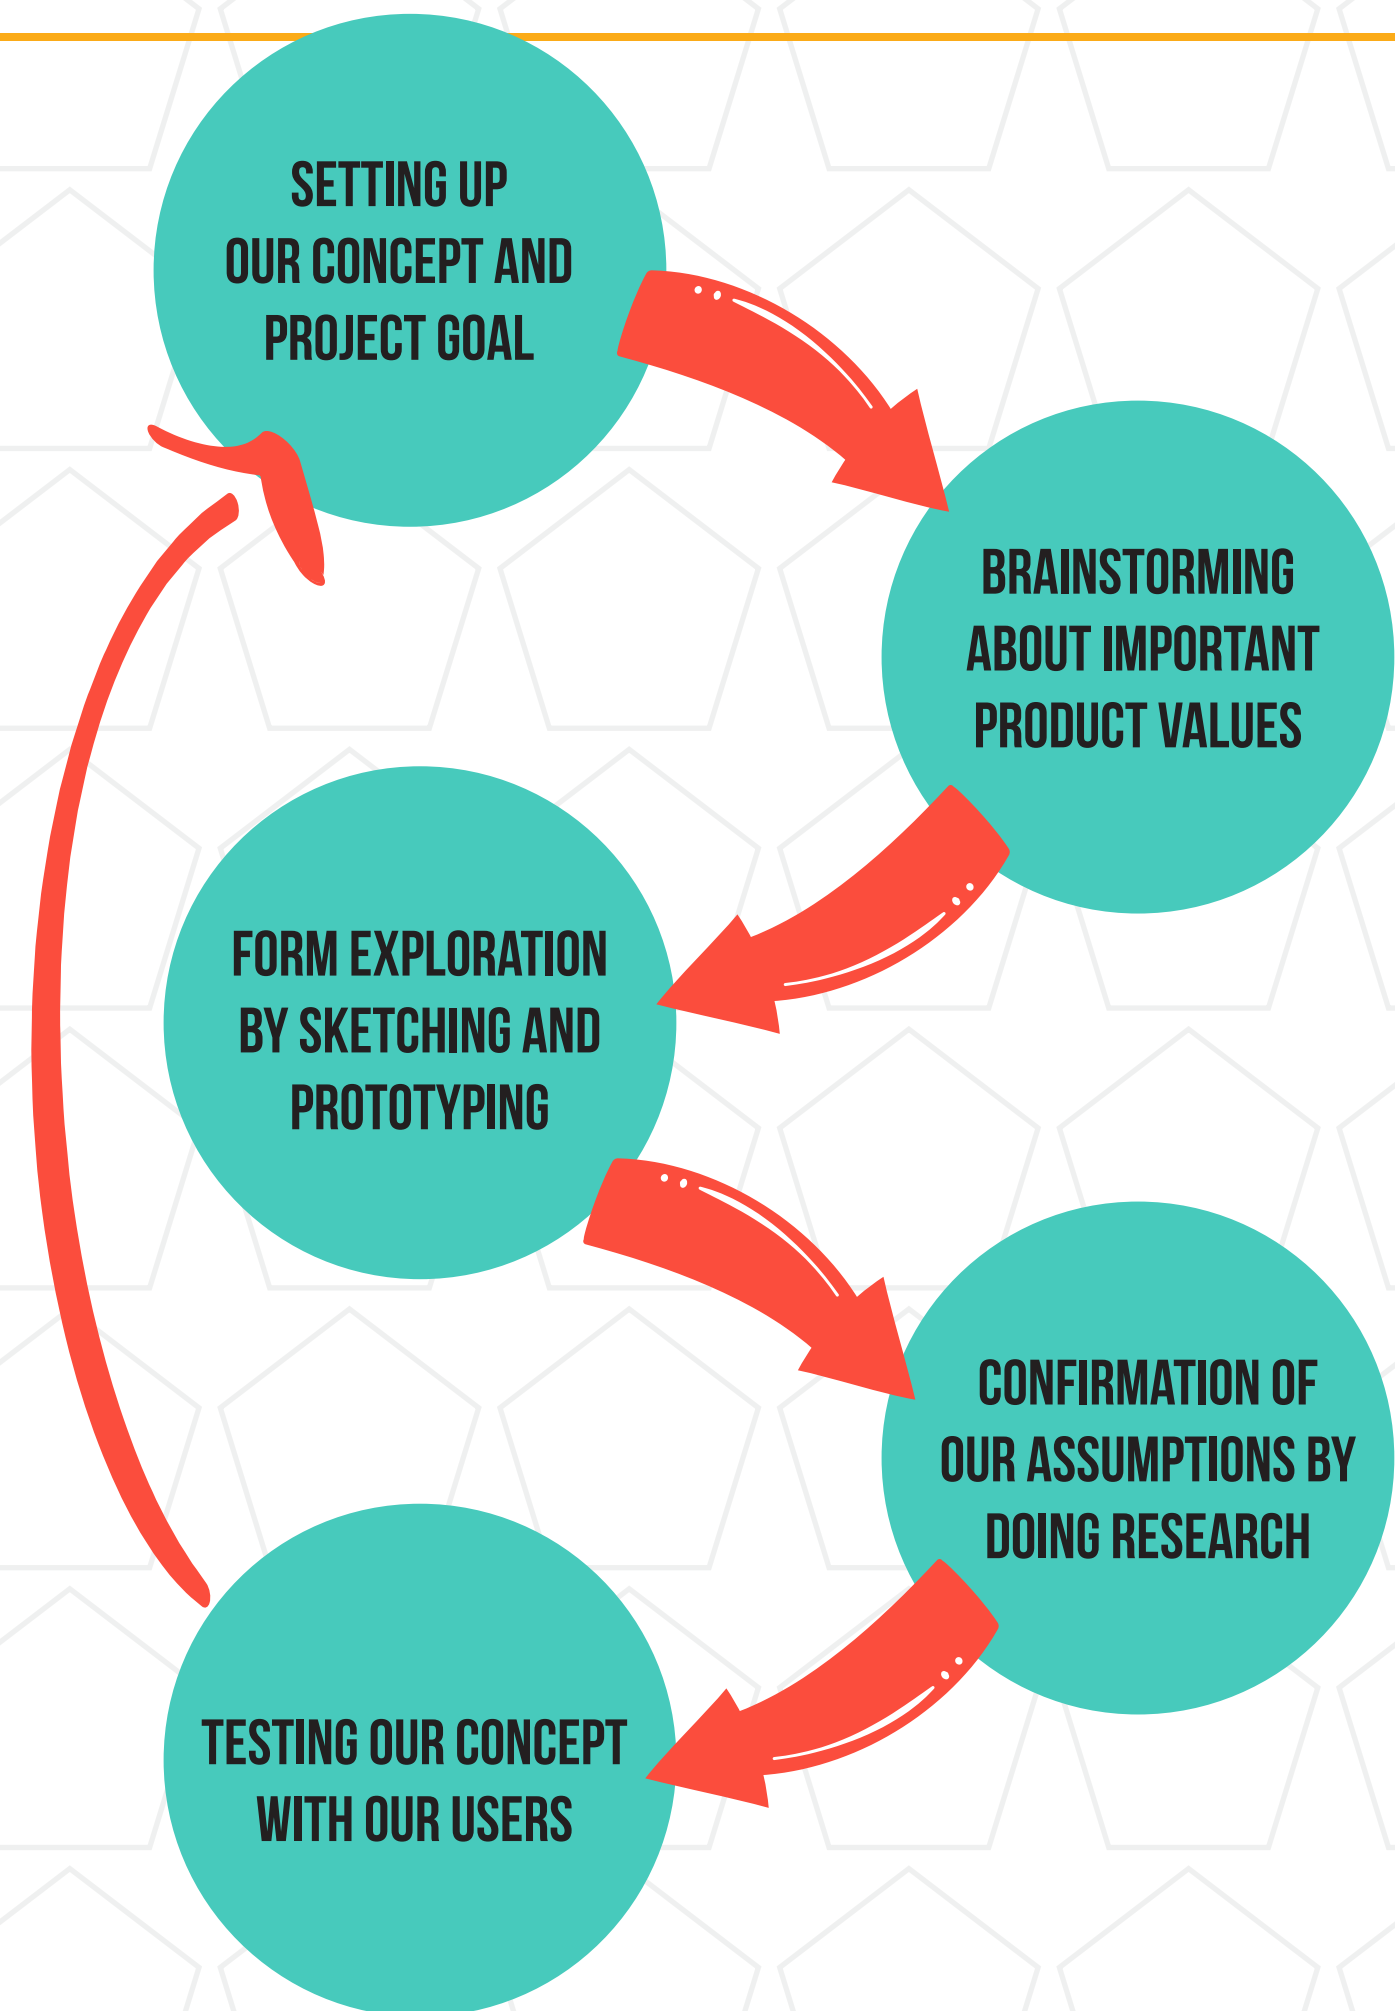 SETTING UP
OUR CONCEPT AND
PROJECT GOAL
BRAINSTORMING
ABOUT IMPORTANT
PRODUCT VALUES
FORM EXPLORATION
BY SKETCHING AND
PROTOTYPING
CONFIRMATION OF
OUR ASSUMPTIONS BY
DOING RESEARCH
TESTING OUR CONCEPT
WITH OUR USERS